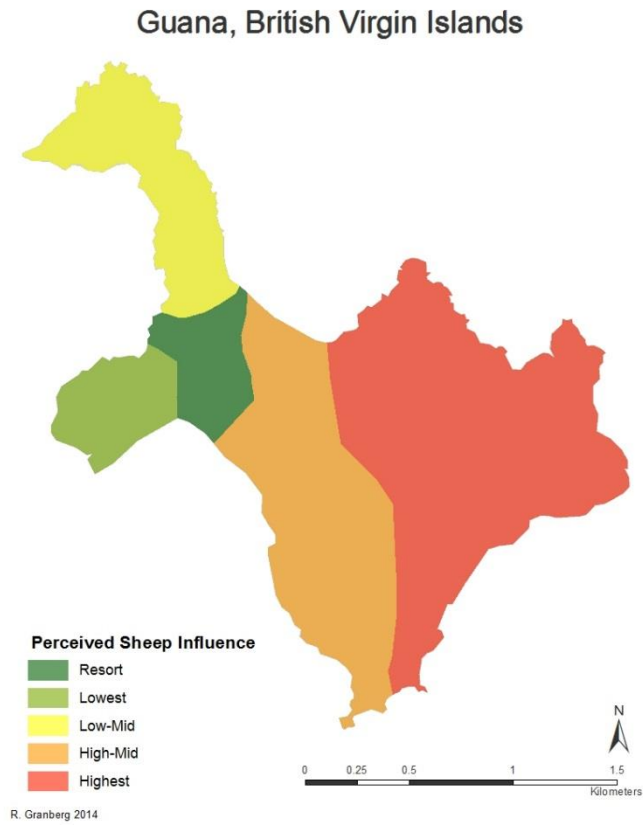 Guana, British Virgin Islands
Perceived Sheep Influence
Resort
Lowest
Low-Mid
High-Mid
Highest
N
0 0.25 0.5 1 1.5
Kilometers
R. Granberg 2014